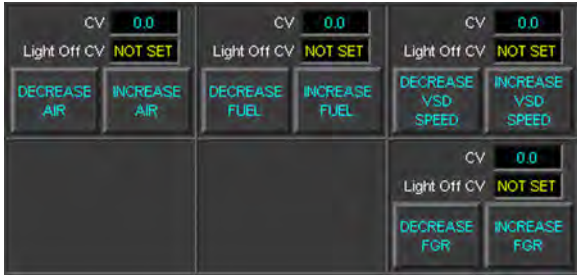 CV 0.0
Light Off CV NOT SET
DECREASE AIR
INCREASE AIR
CV 0.0
Light Off CV NOT SET
DECREASE FUEL
INCREASE FUEL
CV 0.0
Light Off CV NOT SET
DECREASE VSD SPEED
INCREASE VSD SPEED
CV 0.0
Light Off CV NOT SET
DECREASE FGR
INCREASE FGR